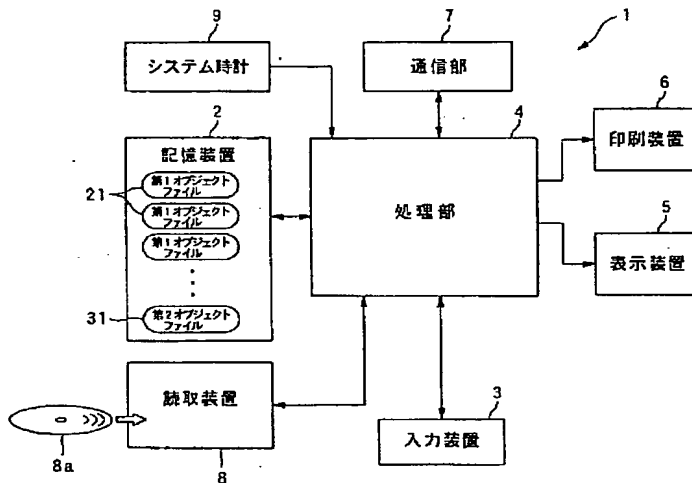 9
7
1
システム時計
通信部
6
2
4
印刷装置
記憶装置
第1オブジェクト
ファイル
21
第1オブジェクト
ファイル
処理部
第1オブジェクト
ファイル
5
表示装置
31
第2オブジェクト
ファイル
読取装置
3
入力装置
8a
8